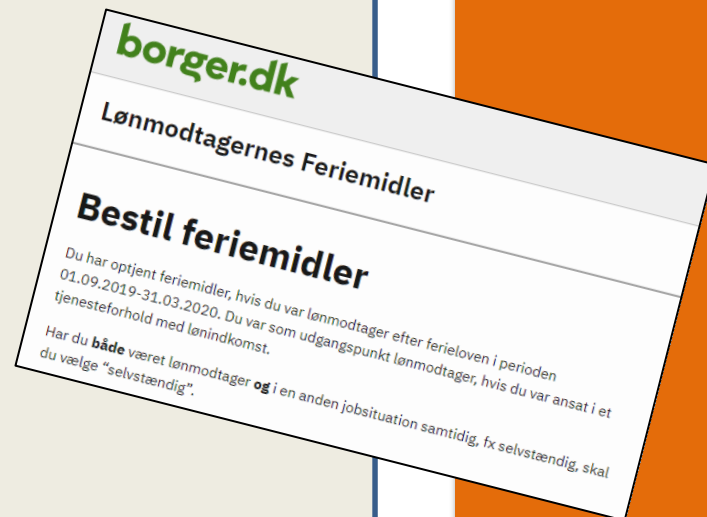 borger.dk
Lønmodtagernes Feriemidler
Bestil feriemidler
Du har optjent feriemidler, hvis du var lønmodtager efter ferieloven i perioden
01.09.2019-31.03.2020. Du var som udgangspunkt lønmodtager, hvis du var ansat i et
tjenesteforhold med lønindkomst.
Har du både været lønmodtager og i en anden jobsituation samtidig, fx selvstændig, skal
du vælge “selvstændig”.